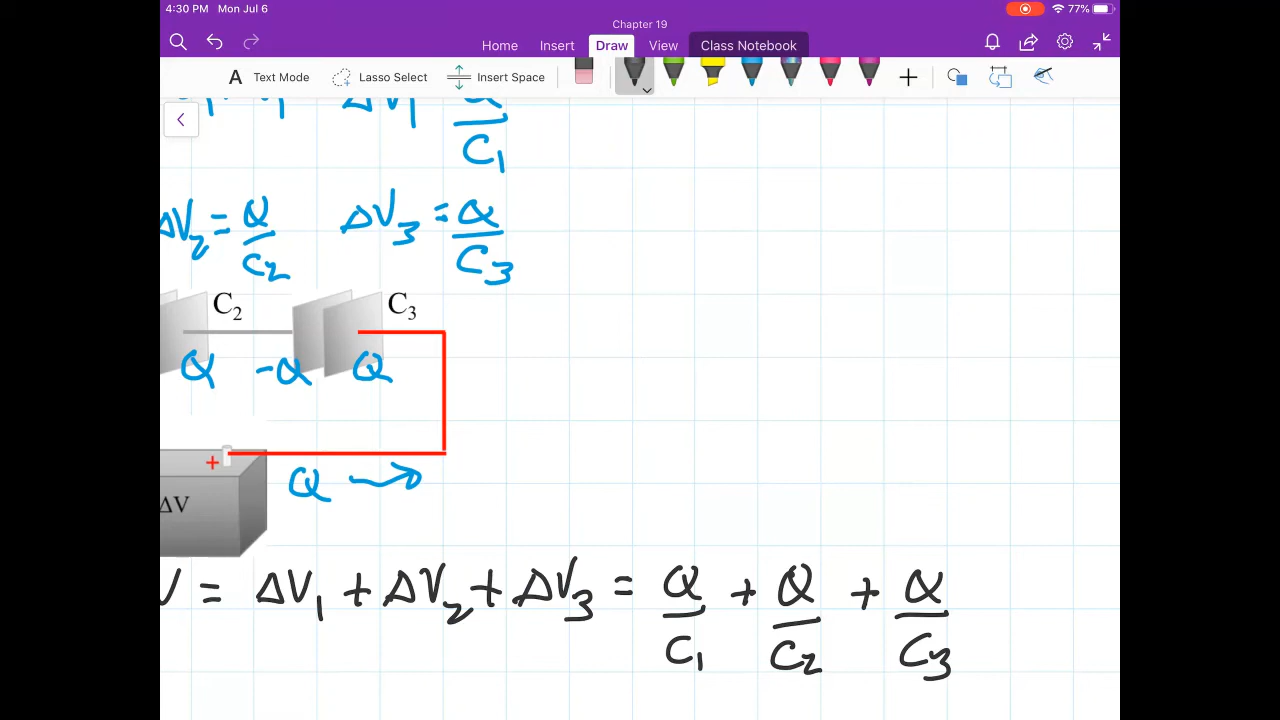 4:30 PM Mon Jul 6
77%
Chapter 19
Home Insert Draw View Class Notebook
A Text Mode Lasso Select Insert Space
ΔV1 Q/C1
ΔV2 = Q/C2 ΔV3 = Q/C3
C2 C3
Q -Q Q
+
Q →
ΔV
V = ΔV1 + ΔV2 + ΔV3 = Q/C1 + Q/C2 + Q/C3